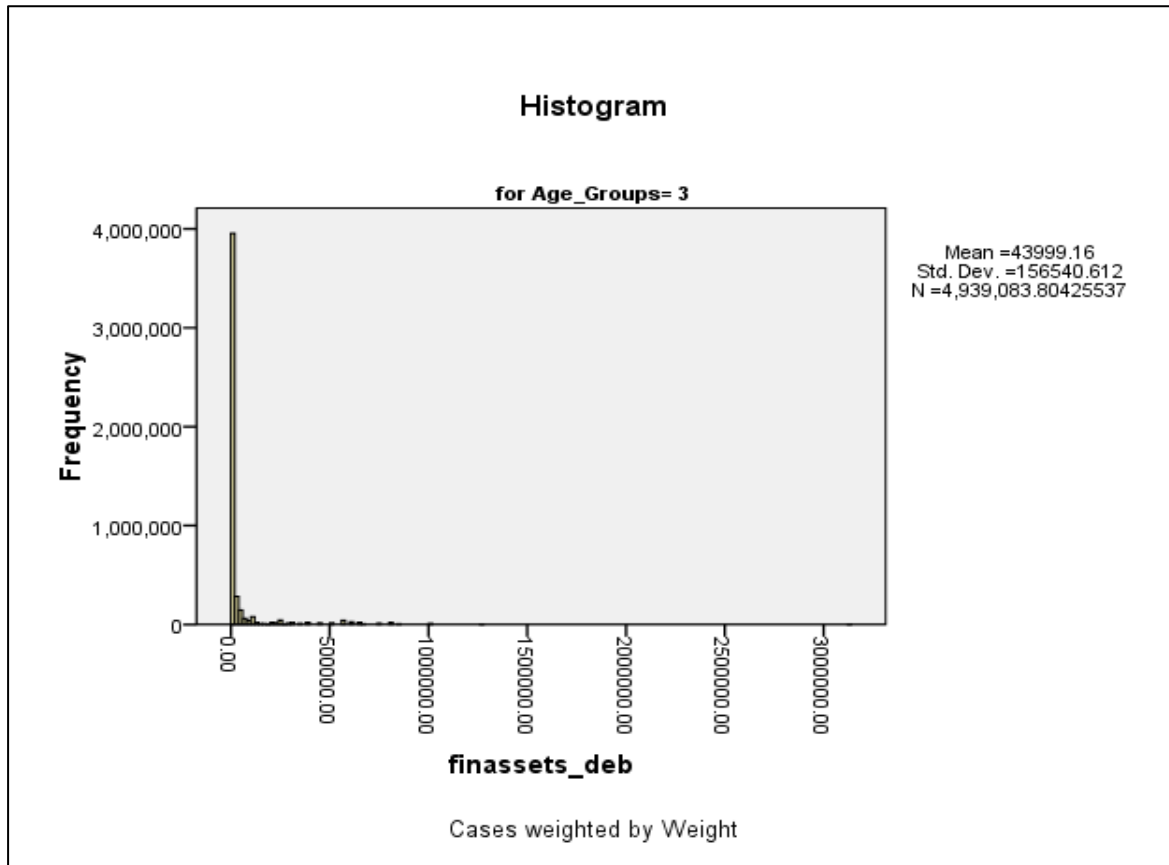 Histogram
for Age_Groups= 3
4,000,000
3,000,000
2,000,000
1,000,000
0
Frequency
Mean =43999.16
Std. Dev. =156540.612
N =4,939,083.80425537
0.00
500000.00
1000000.00
1500000.00
2000000.00
2500000.00
3000000.00
finassets_deb
Cases weighted by Weight